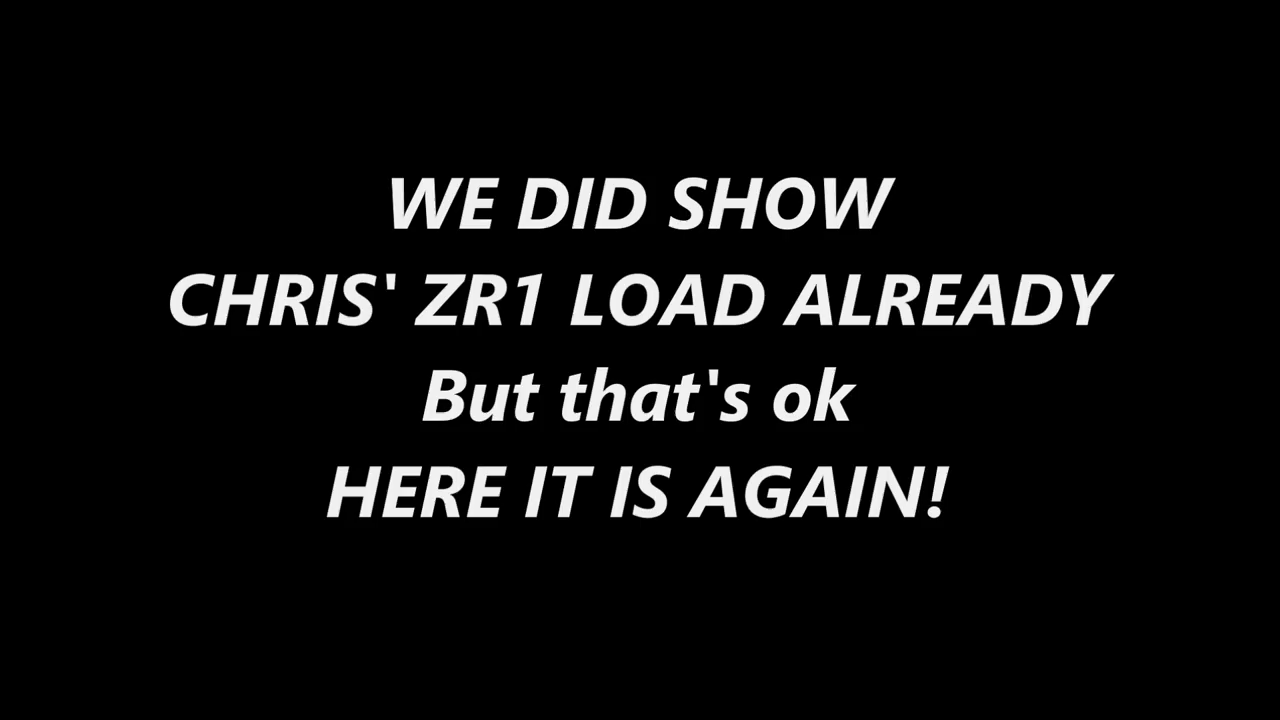 WE DID SHOW
CHRIS' ZR1 LOAD ALREADY
But that's ok
HERE IT IS AGAIN!